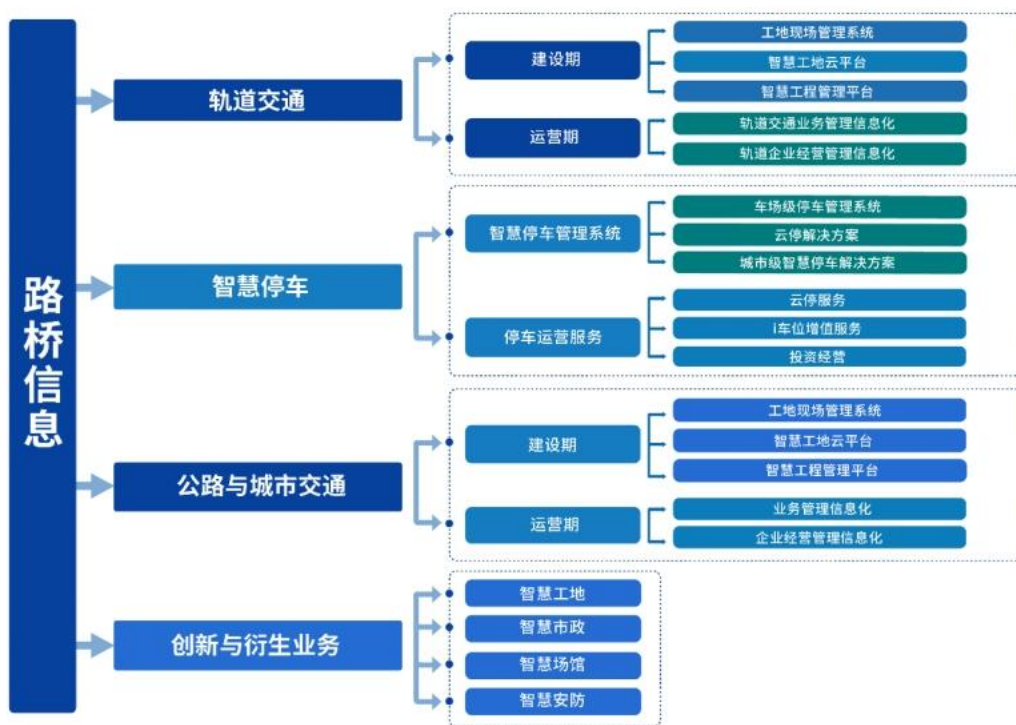 路桥信息
轨道交通
建设期
工地现场管理系统
智慧工地云平台
智慧工程管理平台
运营期
轨道交通业务管理信息化
轨道企业经营管理信息化
智慧停车
智慧停车管理系统
车场级停车管理系统
云停解决方案
城市级智慧停车解决方案
停车运营服务
云停服务
i车位增值服务
投资经营
公路与城市交通
建设期
工地现场管理系统
智慧工地云平台
智慧工程管理平台
运营期
业务管理信息化
企业经营管理信息化
创新与衍生业务
智慧工地
智慧市政
智慧场馆
智慧安防